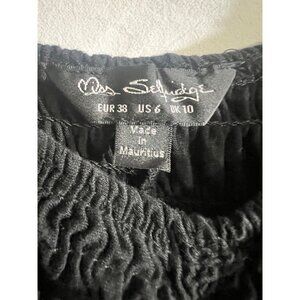 Miss Selfridge
EUR 38 US 6 UK 10
Made
in
Mauritius